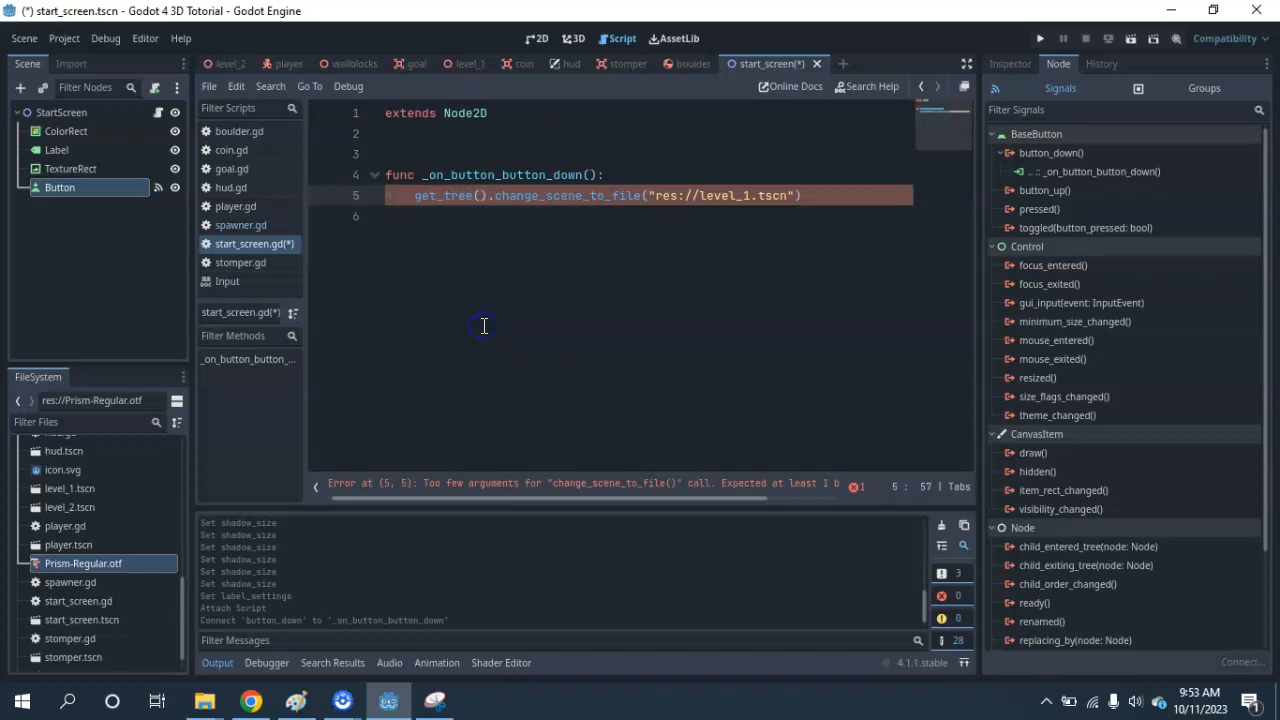 (*) start_screen.tscn - Godot 4 3D Tutorial - Godot Engine
Scene Project Debug Editor Help
2D 3D Script AssetLib
Compatibility
Scene Import
Filter Nodes
StartScreen
ColorRect
Label
TextureRect
Button
FileSystem
res://Prism-Regular.otf
Filter Files
hud.tscn
icon.svg
level_1.tscn
level_2.tscn
player.gd
player.tscn
Prism-Regular.otf
spawner.gd
start_screen.gd
start_screen.tscn
stomper.gd
stomper.tscn
level_2 player wallblocks goal level_1 coin hud stomper boulder start_screen(*)
File Edit Search Go To Debug
Online Docs Search Help
Filter Scripts
boulder.gd
coin.gd
goal.gd
hud.gd
player.gd
spawner.gd
start_screen.gd(*)
stomper.gd
Input
start_screen.gd(*)
Filter Methods
_on_button_button_...
1 extends Node2D
2
3
4 func _on_button_button_down():
5 get_tree().change_scene_to_file("res://level_1.tscn")
6
Error at (5, 5): Too few arguments for "change_scene_to_file()" call. Expected at least 1 b
1 5 : 57 | Tabs
Set shadow_size
Set shadow_size
Set shadow_size
Set shadow_size
Set shadow_size
Set shadow_size
Set label_settings
Attach Script
Connect 'button_down' to '_on_button_button_down'
3
0
0
28
Filter Messages
Output Debugger Search Results Audio Animation Shader Editor
4.1.1.stable
Inspector Node History
Signals Groups
Filter Signals
BaseButton
button_down()
.. :: _on_button_button_down()
button_up()
pressed()
toggled(button_pressed: bool)
Control
focus_entered()
focus_exited()
gui_input(event: InputEvent)
minimum_size_changed()
mouse_entered()
mouse_exited()
resized()
size_flags_changed()
theme_changed()
CanvasItem
draw()
hidden()
item_rect_changed()
visibility_changed()
Node
child_entered_tree(node: Node)
child_exiting_tree(node: Node)
child_order_changed()
ready()
renamed()
replacing_by(node: Node)
Connect...
9:53 AM
10/11/2023
1